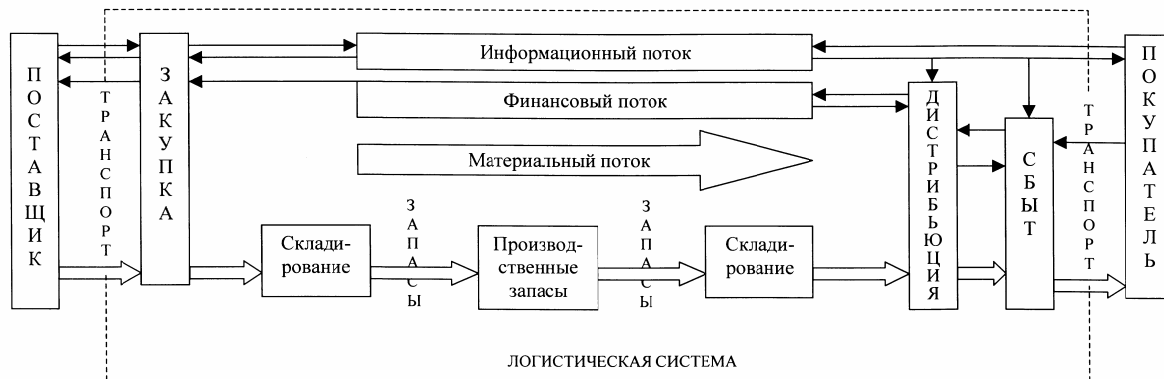 ПОСТАВЩИК
ТРАНСПОРТ
ЗАКУПКА
Информационный поток
Финансовый поток
Материальный поток
Склади-
рование
ЗАПАСЫ
Производ-
ственные
запасы
ЗАПАСЫ
Склади-
рование
ДИСТРИБЬЮЦИЯ
СБЫТ
ТРАНСПОРТ
ПОКУПАТЕЛЬ
ЛОГИСТИЧЕСКАЯ СИСТЕМА